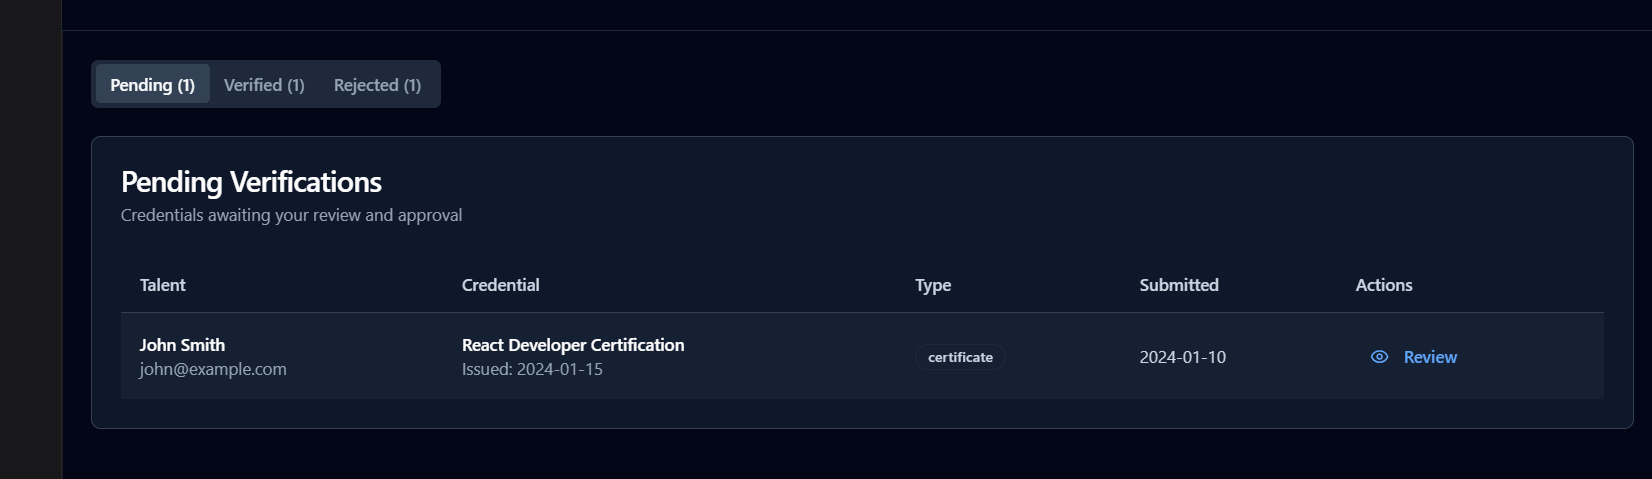 Pending (1) Verified (1) Rejected (1)
Pending Verifications
Credentials awaiting your review and approval
Talent Credential Type Submitted Actions
John Smith React Developer Certification certificate 2024-01-10 Review
john@example.com Issued: 2024-01-15